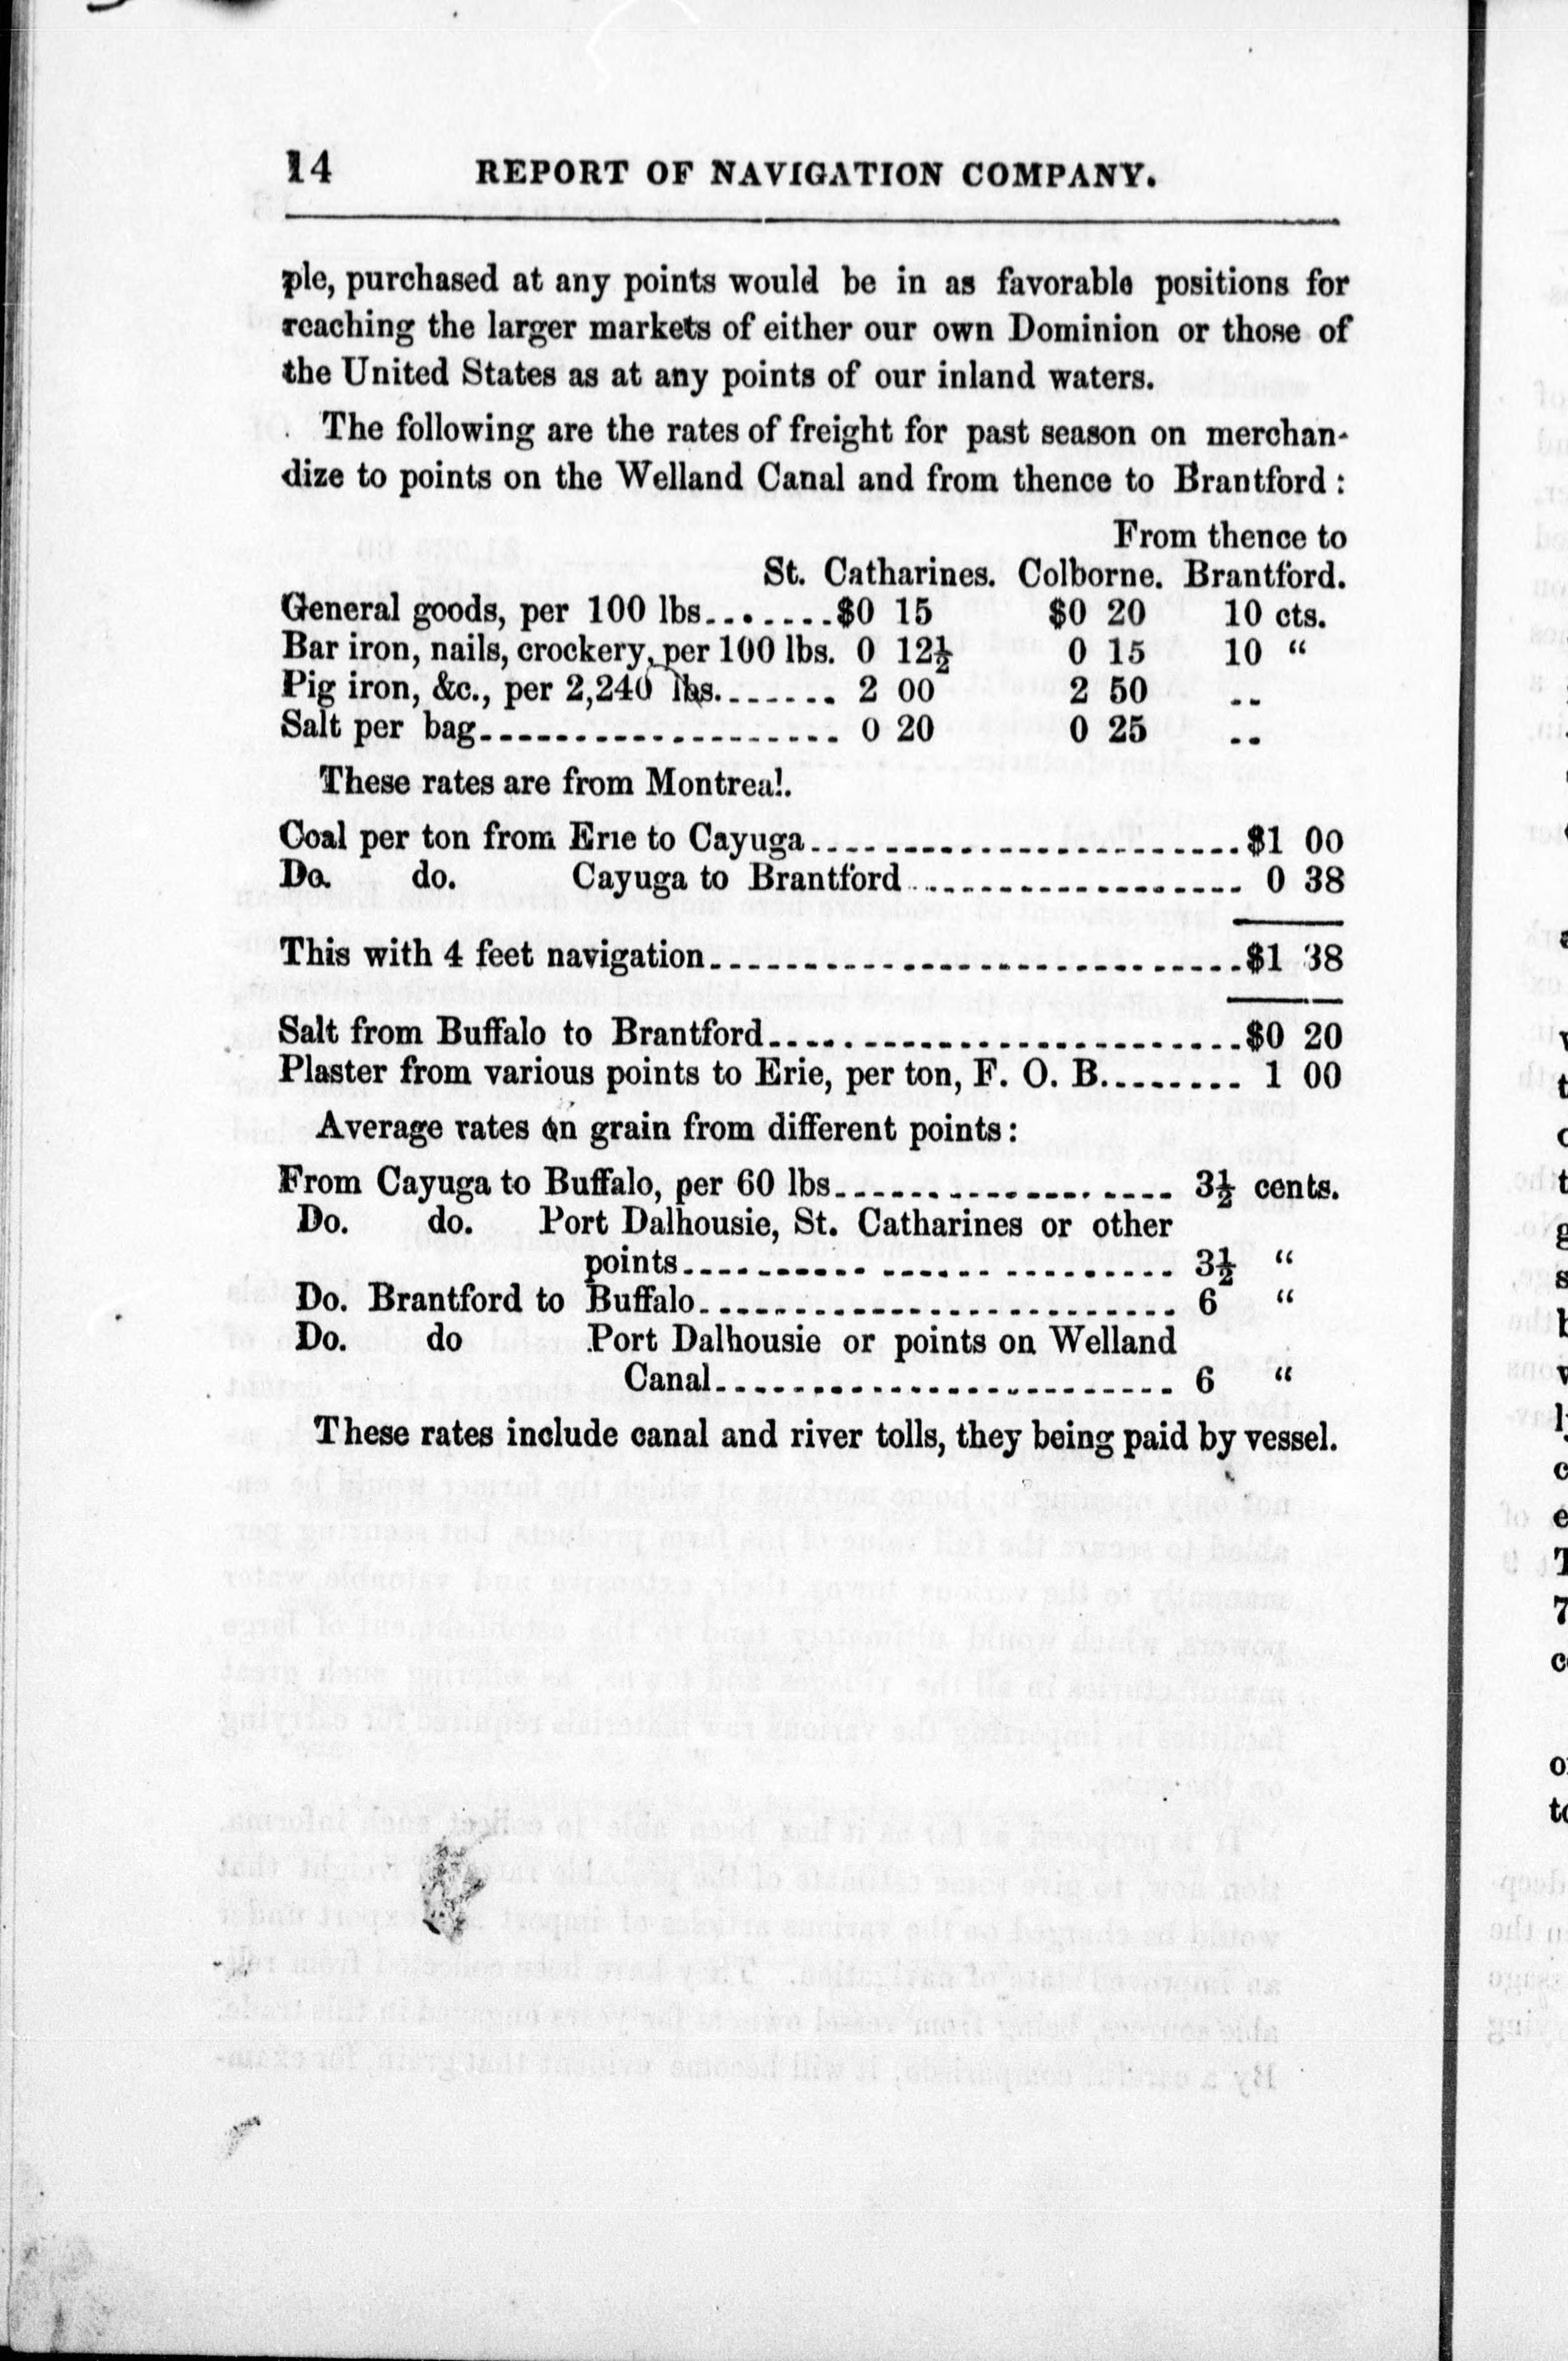 14 REPORT OF NAVIGATION COMPANY.
ple, purchased at any points would be in as favorable positions for
reaching the larger markets of either our own Dominion or those of
the United States as at any points of our inland waters.
The following are the rates of freight for past season on merchan-
dize to points on the Welland Canal and from thence to Brantford :
From thence to
St. Catharines. Colborne. Brantford.
General goods, per 100 lbs........$0 15 $0 20 10 cts.
Bar iron, nails, crockery, per 100 lbs. 0 12½ 0 15 10 “
Pig iron, &c., per 2,240 lbs....... 2 00 2 50 ..
Salt per bag................... 0 20 0 25 ..
These rates are from Montreal.
Coal per ton from Erie to Cayuga.......................$1 00
Do. do. Cayuga to Brantford.................. 0 38
This with 4 feet navigation............................$1 38
Salt from Buffalo to Brantford.........................$0 20
Plaster from various points to Erie, per ton, F. O. B........ 1 00
Average rates on grain from different points :
From Cayuga to Buffalo, per 60 lbs.................. 3½ cents.
Do. do. Port Dalhousie, St. Catharines or other
points.......................... 3½ “
Do. Brantford to Buffalo......................... 6 “
Do. do Port Dalhousie or points on Welland
Canal........................ 6 “
These rates include canal and river tolls, they being paid by vessel.